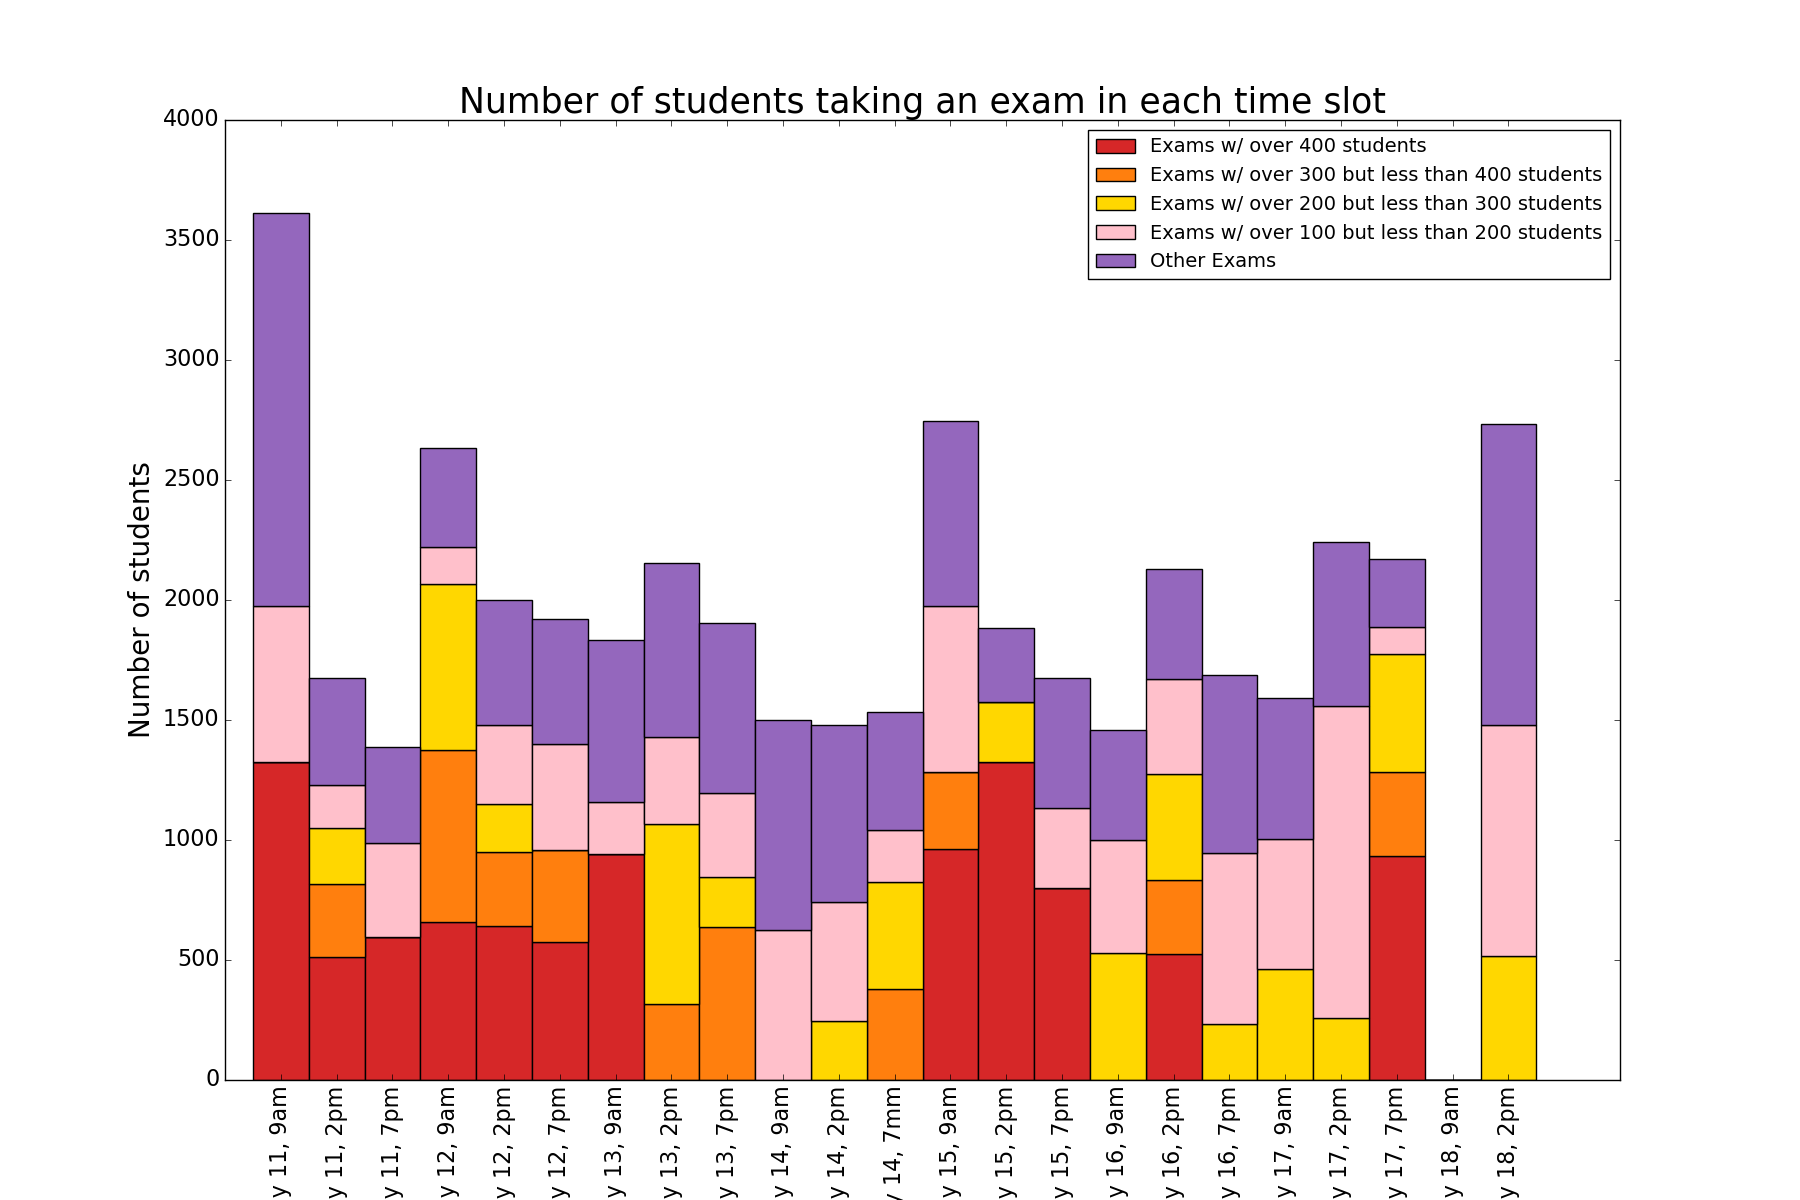 Number of students taking an exam in each time slot
Number of students
4000
3500
3000
2500
2000
1500
1000
500
0
Exams w/ over 400 students
Exams w/ over 300 but less than 400 students
Exams w/ over 200 but less than 300 students
Exams w/ over 100 but less than 200 students
Other Exams
y 11, 9am
y 11, 2pm
y 11, 7pm
y 12, 9am
y 12, 2pm
y 12, 7pm
y 13, 9am
y 13, 2pm
y 13, 7pm
y 14, 9am
y 14, 2pm
y 14, 7mm
y 15, 9am
y 15, 2pm
y 15, 7pm
y 16, 9am
y 16, 2pm
y 16, 7pm
y 17, 9am
y 17, 2pm
y 17, 7pm
y 18, 9am
y 18, 2pm